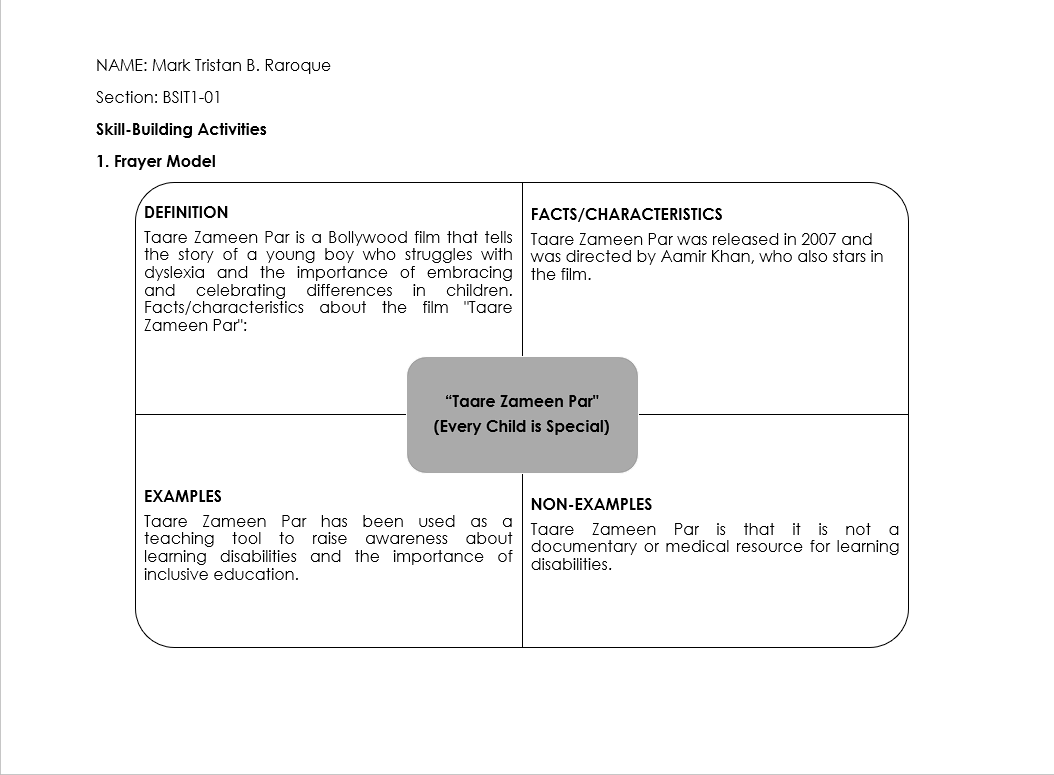 NAME: Mark Tristan B. Raroque
Section: BSIT1-01
Skill-Building Activities
1. Frayer Model
DEFINITION
Taare Zameen Par is a Bollywood film that tells
the story of a young boy who struggles with
dyslexia and the importance of embracing
and celebrating differences in children.
Facts/characteristics about the film "Taare
Zameen Par":
FACTS/CHARACTERISTICS
Taare Zameen Par was released in 2007 and
was directed by Aamir Khan, who also stars in
the film.
“Taare Zameen Par"
(Every Child is Special)
EXAMPLES
Taare Zameen Par has been used as a
teaching tool to raise awareness about
learning disabilities and the importance of
inclusive education.
NON-EXAMPLES
Taare Zameen Par is that it is not a
documentary or medical resource for learning
disabilities.